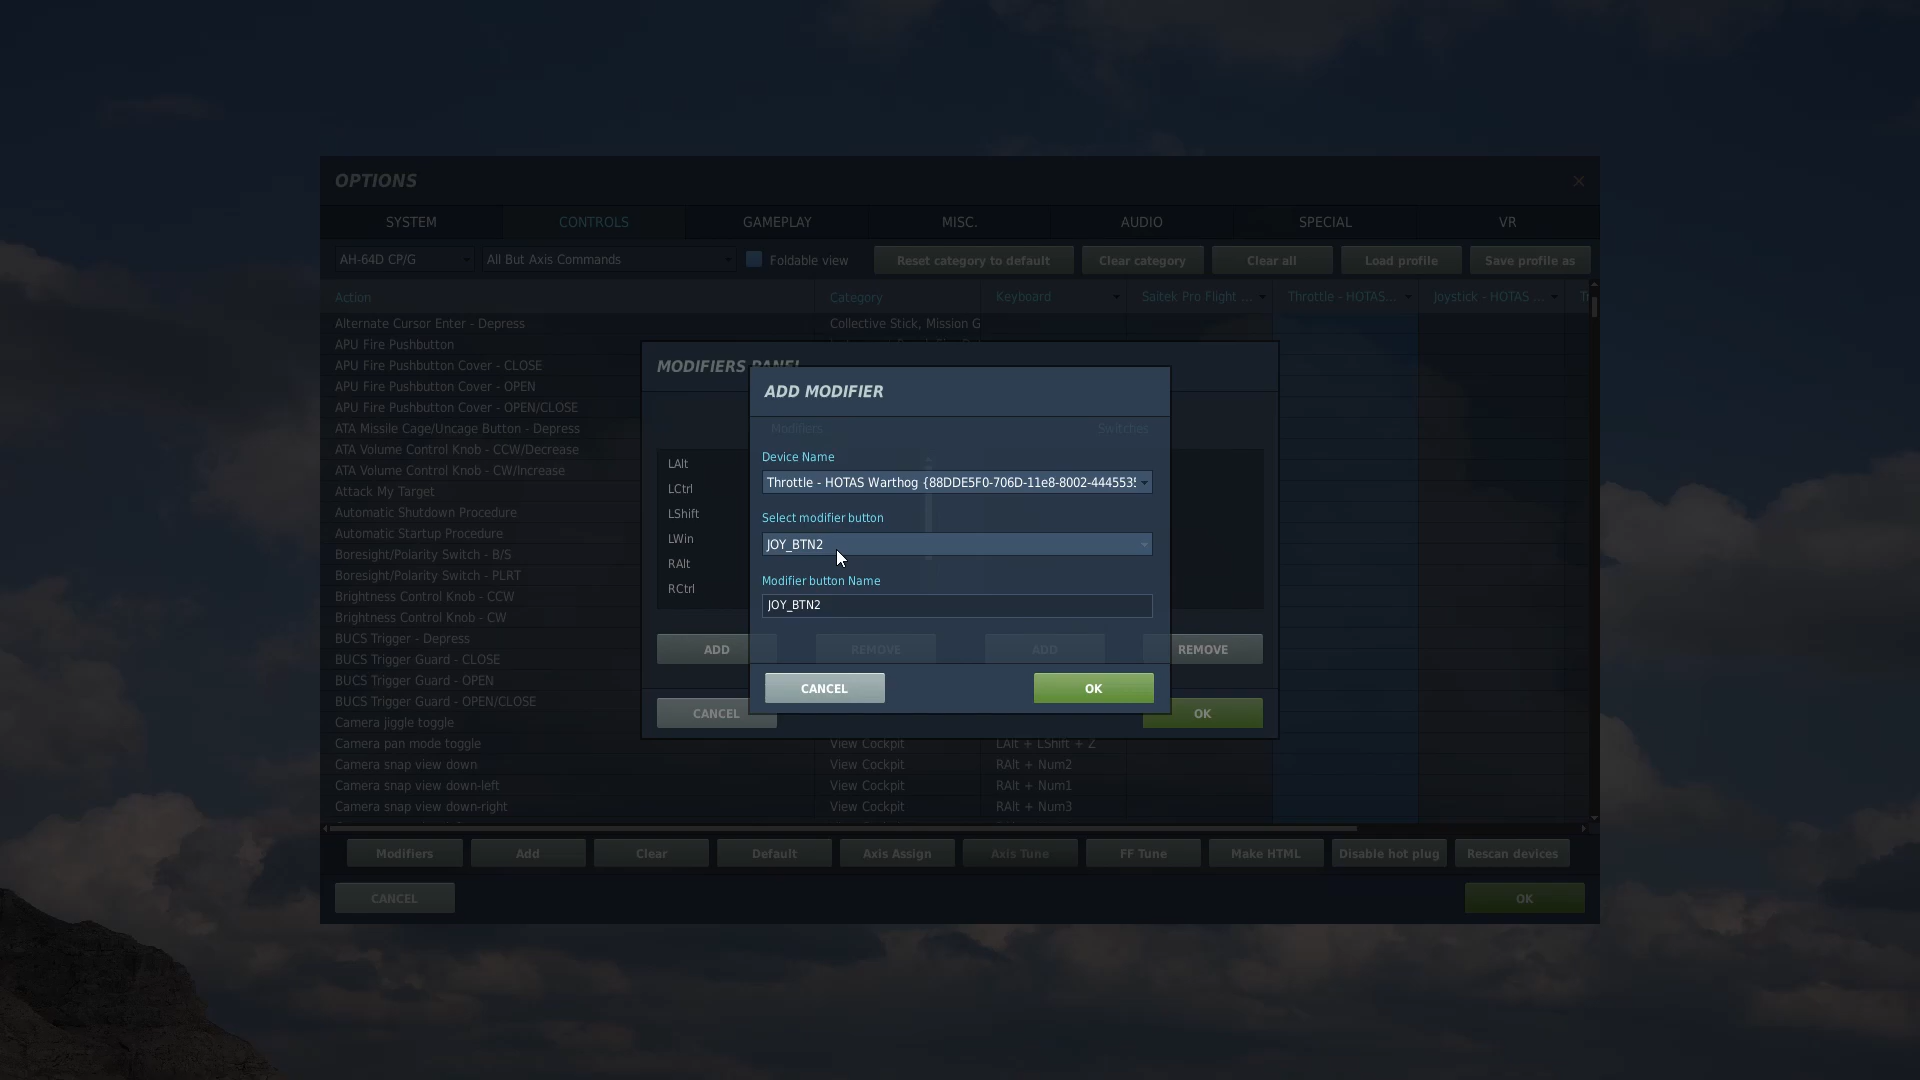 OPTIONS
SYSTEM CONTROLS GAMEPLAY MISC. AUDIO SPECIAL VR
AH-64D CP/G All But Axis Commands Foldable view Reset category to default Clear category Clear all Load profile Save profile as
Action Category Keyboard Saitek Pro Flight ... Throttle - HOTAS... Joystick - HOTAS ...
Alternate Cursor Enter - Depress Collective Stick, Mission G
APU Fire Pushbutton
APU Fire Pushbutton Cover - CLOSE
APU Fire Pushbutton Cover - OPEN
APU Fire Pushbutton Cover - OPEN/CLOSE
ATA Missile Cage/Uncage Button - Depress
ATA Volume Control Knob - CCW/Decrease
ATA Volume Control Knob - CW/Increase
Attack My Target
Automatic Shutdown Procedure
Automatic Startup Procedure
Boresight/Polarity Switch - B/S
Boresight/Polarity Switch - PLRT
Brightness Control Knob - CCW
Brightness Control Knob - CW
BUCS Trigger - Depress
BUCS Trigger Guard - CLOSE
BUCS Trigger Guard - OPEN
BUCS Trigger Guard - OPEN/CLOSE
Camera jiggle toggle
Camera pan mode toggle View Cockpit LAlt + LShift + Z
Camera snap view down View Cockpit RAlt + Num2
Camera snap view down-left View Cockpit RAlt + Num1
Camera snap view down-right View Cockpit RAlt + Num3
MODIFIERS PANEL
Modifiers Switches
LAlt
LCtrl
LShift
LWin
RAlt
RCtrl
ADD REMOVE ADD REMOVE
CANCEL OK
ADD MODIFIER
Device Name
Throttle - HOTAS Warthog {88DDE5F0-706D-11e8-8002-4445535
Select modifier button
JOY_BTN2
Modifier button Name
JOY_BTN2
CANCEL OK
Modifiers Add Clear Default Axis Assign Axis Tune FF Tune Make HTML Disable hot plug Rescan devices
CANCEL OK